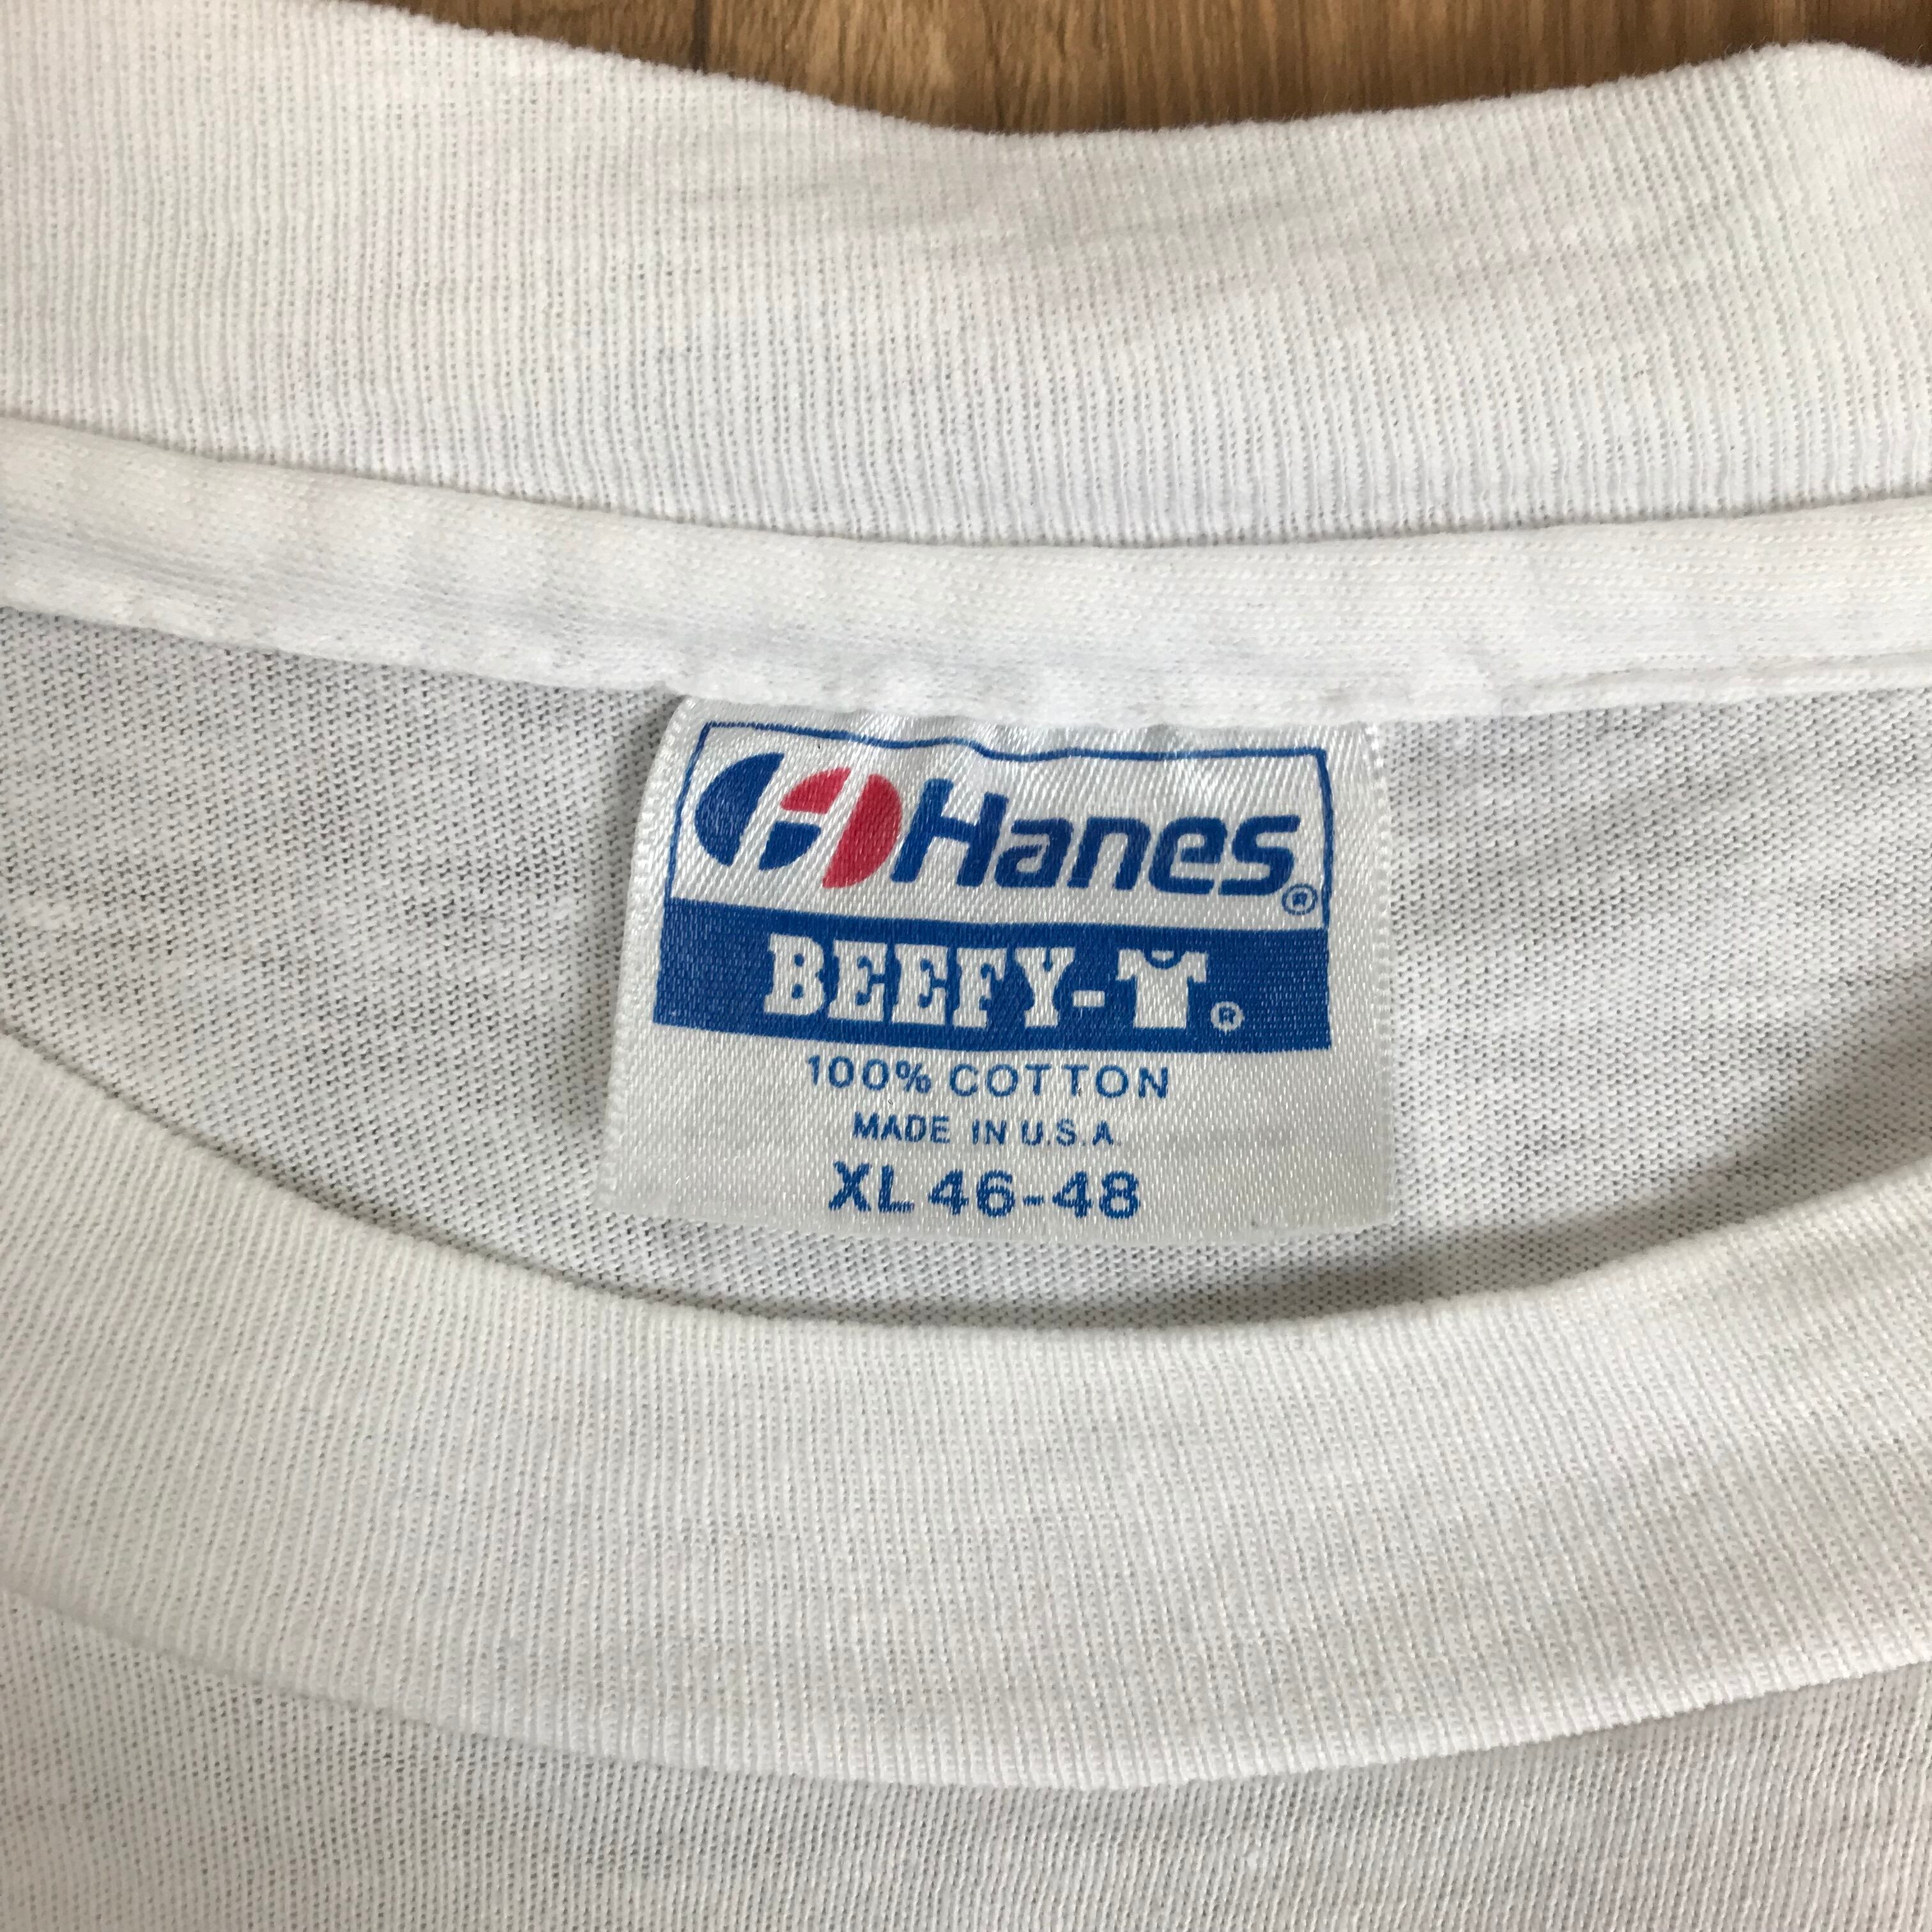 Hanes®
BEEFY-T®
100% COTTON
MADE IN U.S.A.
XL 46-48